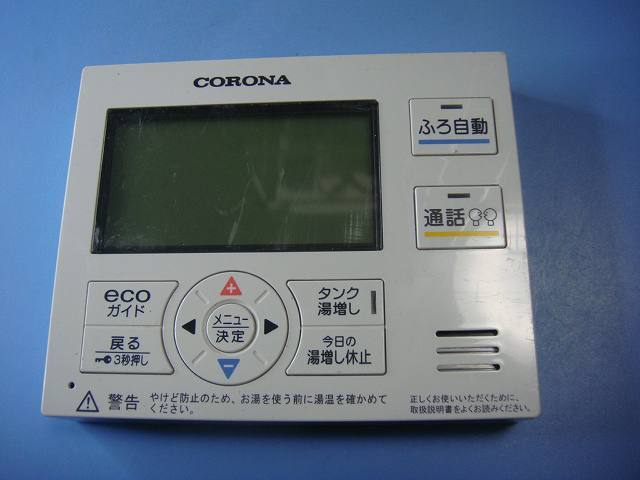 CORONA
ふろ自動
通話
eco
ガイド
戻る
3秒押し
+
メニュー
決定
−
タンク
湯増し
今日の
湯増し休止
警告 やけど防止のため、お湯を使う前に湯温を確かめて
ください。
正しくお使いいただくために、
取扱説明書をよくお読みください。